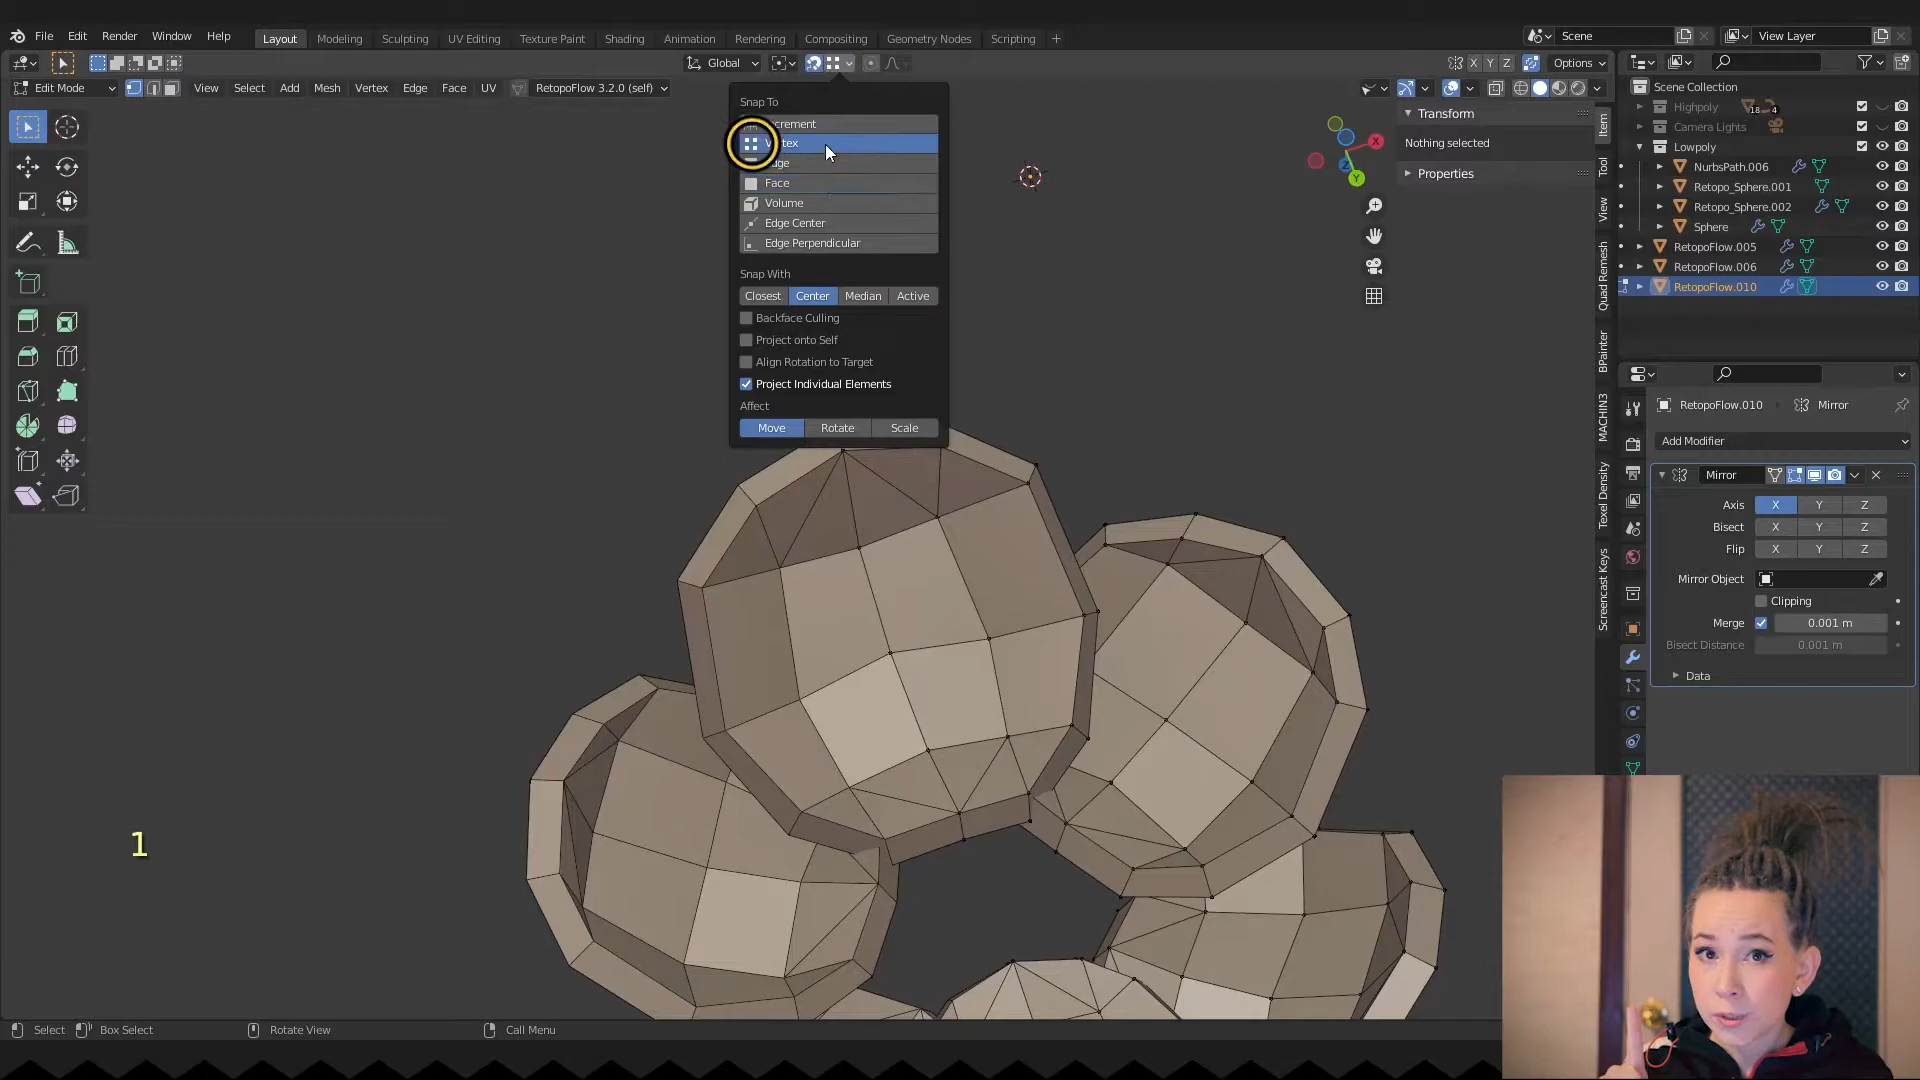 File Edit Render Window Help Layout Modeling Sculpting UV Editing Texture Paint Shading Animation Rendering Compositing Geometry Nodes Scripting + Scene View Layer
Global X Y Z Options
Edit Mode View Select Add Mesh Vertex Edge Face UV RetopoFlow 3.2.0 (self)
Snap To
Increment
Vertex
Edge
Face
Volume
Edge Center
Edge Perpendicular
Snap With
Closest Center Median Active
Backface Culling
Project onto Self
Align Rotation to Target
Project Individual Elements
Affect
Move Rotate Scale
X
Y
Z
Transform
Nothing selected
Properties
Item
Tool
View
Quad Remesh
BPainter
MACHIN3
Texel Density
Screencast Keys
Scene Collection
Highpoly 18 4
Camera Lights
Lowpoly
NurbsPath.006
Retopo_Sphere.001
Retopo_Sphere.002
Sphere
RetopoFlow.005
RetopoFlow.006
RetopoFlow.010
RetopoFlow.010 Mirror
Add Modifier
Mirror
Axis X Y Z
Bisect X Y Z
Flip X Y Z
Mirror Object
Clipping
Merge 0.001 m
Bisect Distance 0.001 m
Data
1
Select Box Select Rotate View Call Menu